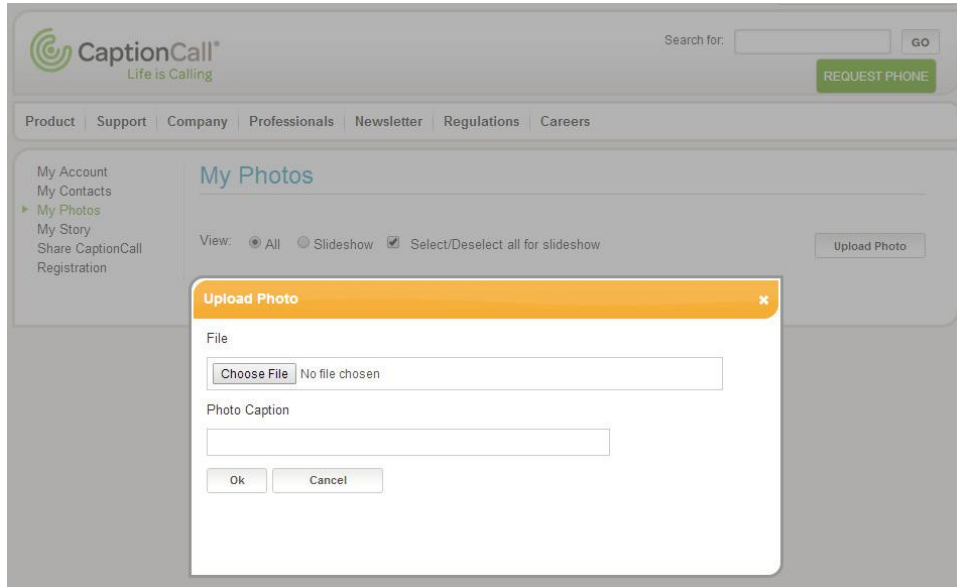 CaptionCall®
Life is Calling
Search for:
GO
REQUEST PHONE
Product Support Company Professionals Newsletter Regulations Careers
My Account
My Contacts
My Photos
My Story
Share CaptionCall
Registration
My Photos
View: All Slideshow Select/Deselect all for slideshow
Upload Photo
Upload Photo
File
Choose File No file chosen
Photo Caption
Ok Cancel